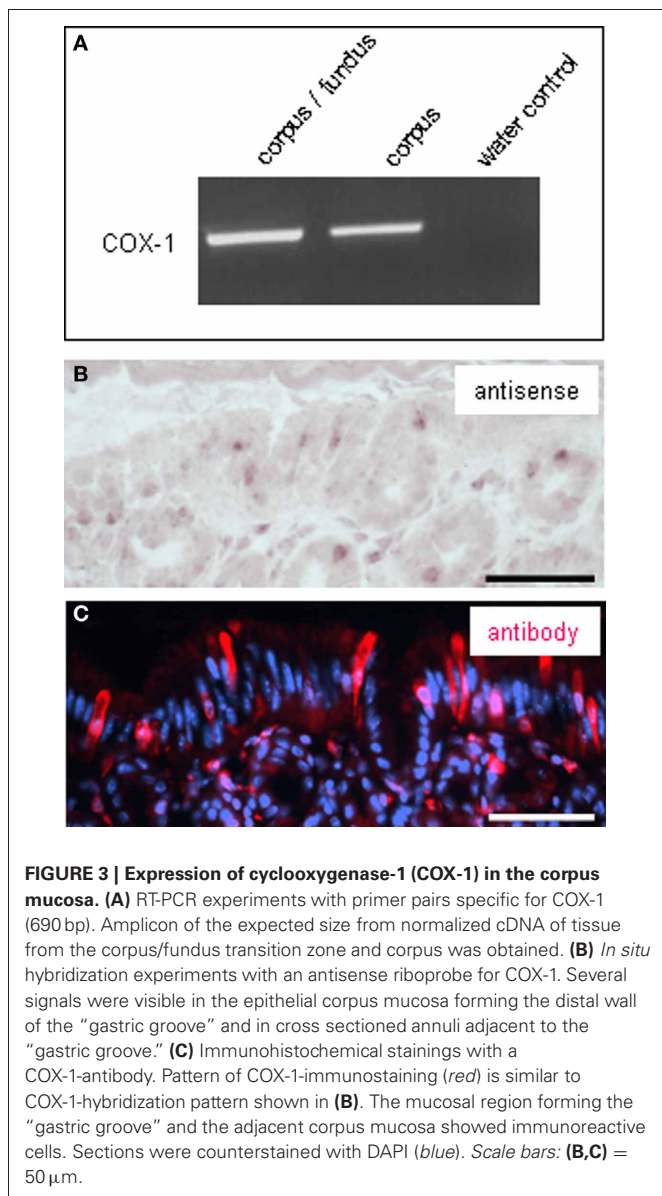 A
corpus / fundus
corpus
water control
COX-1
B
antisense
C
antibody
FIGURE 3 | Expression of cyclooxygenase-1 (COX-1) in the corpus
mucosa. (A) RT-PCR experiments with primer pairs specific for COX-1
(690 bp). Amplicon of the expected size from normalized cDNA of tissue
from the corpus/fundus transition zone and corpus was obtained. (B) In situ
hybridization experiments with an antisense riboprobe for COX-1. Several
signals were visible in the epithelial corpus mucosa forming the distal wall
of the “gastric groove” and in cross sectioned annuli adjacent to the
“gastric groove.” (C) Immunohistochemical stainings with a
COX-1-antibody. Pattern of COX-1-immunostaining (red) is similar to
COX-1-hybridization pattern shown in (B). The mucosal region forming the
“gastric groove” and the adjacent corpus mucosa showed immunoreactive
cells. Sections were counterstained with DAPI (blue). Scale bars: (B,C) =
50 μm.